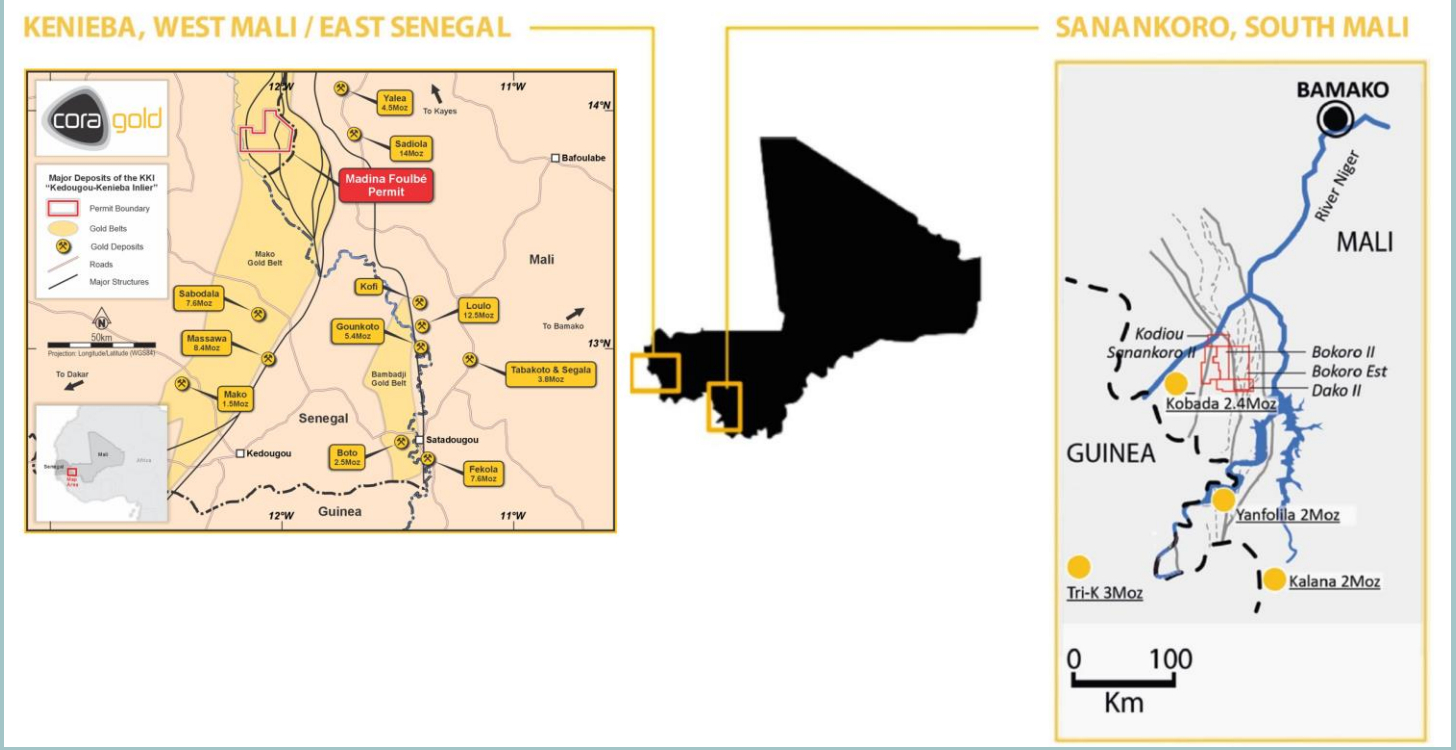 KENIEBA, WEST MALI / EAST SENEGAL
SANANKORO, SOUTH MALI
cora gold
Major Deposits of the KKI
"Kedougou-Kenieba Inlier"
Permit Boundary
Gold Belts
Gold Deposits
Roads
Major Structures
N
50km
Projection: Longitude/Latitude (WGS84)
To Dakar
Senegal
Mali
Africa
Map
Area
12°W
11°W
14°N
Yalea
4.5Moz
To Kayes
Sadiola
14Moz
Bafoulabe
Madina Foulbé
Permit
Mako
Gold Belt
Mali
Kofi
Sabodala
7.6Moz
Loulo
12.5Moz
To Bamako
Gounkoto
5.4Moz
13°N
Massawa
8.4Moz
Tabakoto & Segala
3.8Moz
Bambadji
Gold Belt
Mako
1.5Moz
Senegal
Satadougou
Kedougou
Boto
2.5Moz
Fekola
7.6Moz
Guinea
12°W
11°W
BAMAKO
River Niger
MALI
Kodiou
Sanankoro II
Bokoro II
Bokoro Est
Dako II
Kobada 2.4Moz
GUINEA
Yanfolila 2Moz
Tri-K 3Moz
Kalana 2Moz
0 100
Km